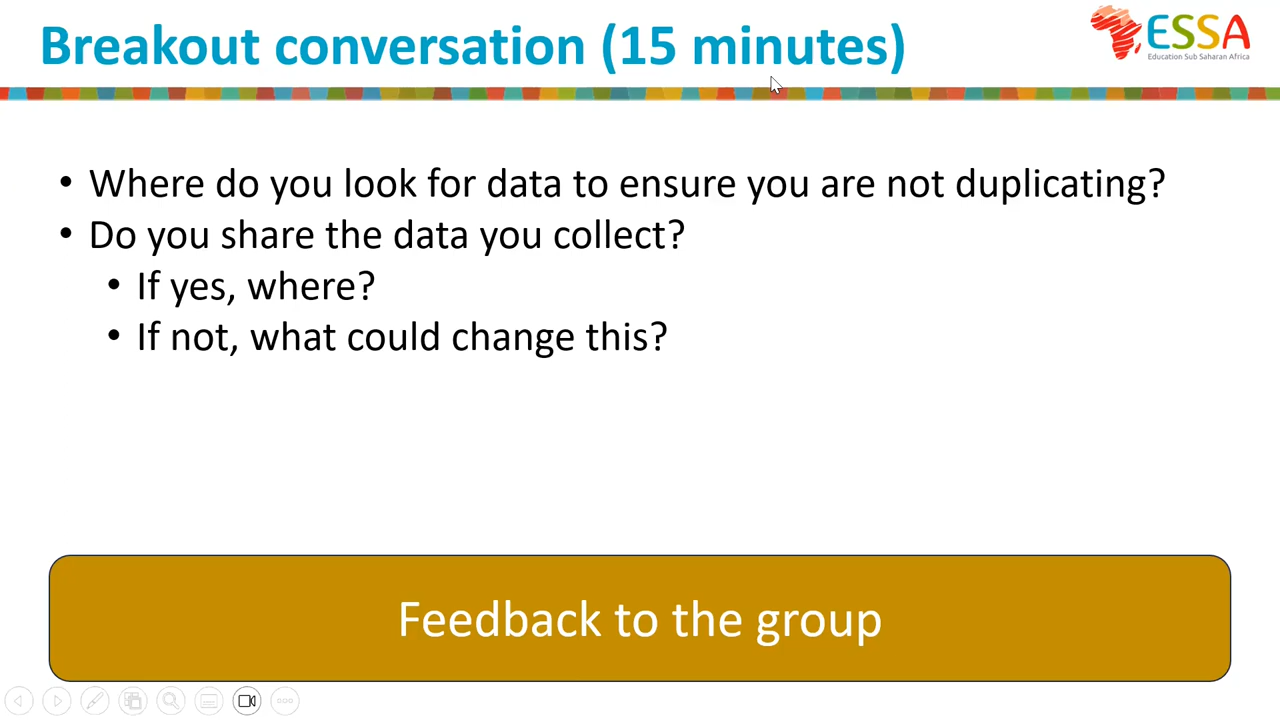 Breakout conversation (15 minutes)
ESSA
Education Sub Saharan Africa
• Where do you look for data to ensure you are not duplicating?
• Do you share the data you collect?
• If yes, where?
• If not, what could change this?
Feedback to the group